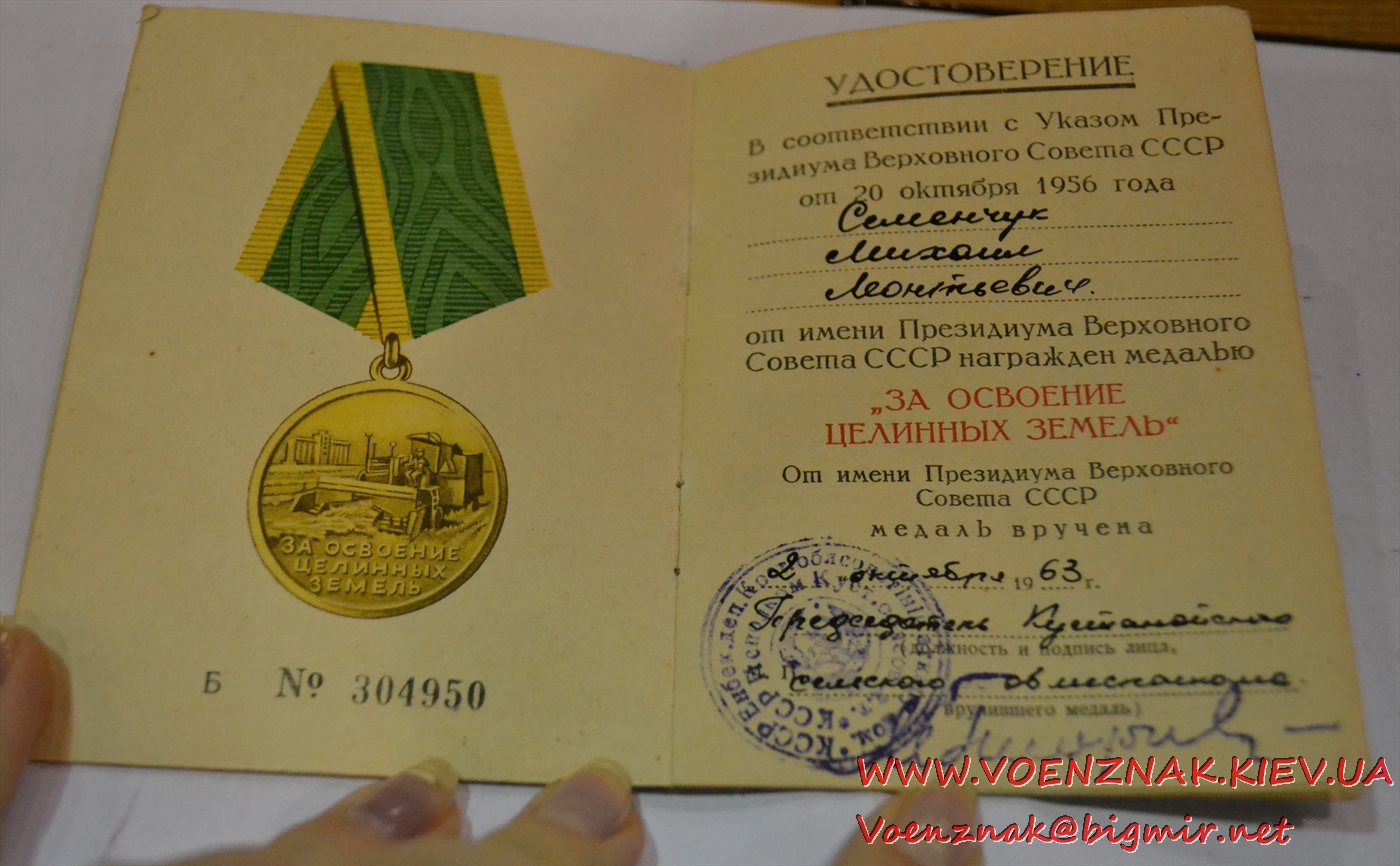 ЗА ОСВОЕНИЕ
ЦЕЛИННЫХ
ЗЕМЕЛЬ
Б № 304950
УДОСТОВЕРЕНИЕ
В соответствии с Указом Пре-
зидиума Верховного Совета СССР
от 20 октября 1956 года
Семенчук
Михаил
Леонтьевич.
от имени Президиума Верховного
Совета СССР награжден медалью
„ЗА ОСВОЕНИЕ
ЦЕЛИННЫХ ЗЕМЕЛЬ“
От имени Президиума Верховного
Совета СССР
медаль вручена
2 октября 1963 г.
Председатель Кустанайского
(должность и подпись лица,
сельского облисполкома.
вручившего медаль)
WWW.VOENZNAK.KIEV.UA
Voenznak@bigmir.net